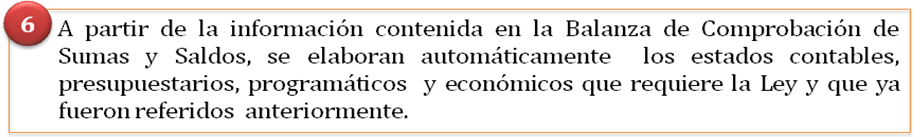 6 A partir de la información contenida en la Balanza de Comprobación de
Sumas y Saldos, se elaboran automáticamente los estados contables,
presupuestarios, programáticos y económicos que requiere la Ley y que ya
fueron referidos anteriormente.